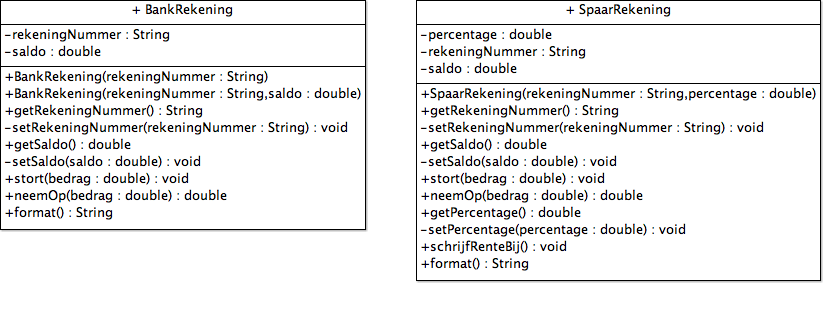 + BankRekening
-rekeningNummer : String
-saldo : double
+BankRekening(rekeningNummer : String)
+BankRekening(rekeningNummer : String,saldo : double)
+getRekeningNummer() : String
-setRekeningNummer(rekeningNummer : String) : void
+getSaldo() : double
-setSaldo(saldo : double) : void
+stort(bedrag : double) : void
+neemOp(bedrag : double) : double
+format() : String
+ SpaarRekening
-percentage : double
-rekeningNummer : String
-saldo : double
+SpaarRekening(rekeningNummer : String,percentage : double)
+getRekeningNummer() : String
-setRekeningNummer(rekeningNummer : String) : void
+getSaldo() : double
-setSaldo(saldo : double) : void
+stort(bedrag : double) : void
+neemOp(bedrag : double) : double
+getPercentage() : double
-setPercentage(percentage : double) : void
+schrijfRenteBij() : void
+format() : String